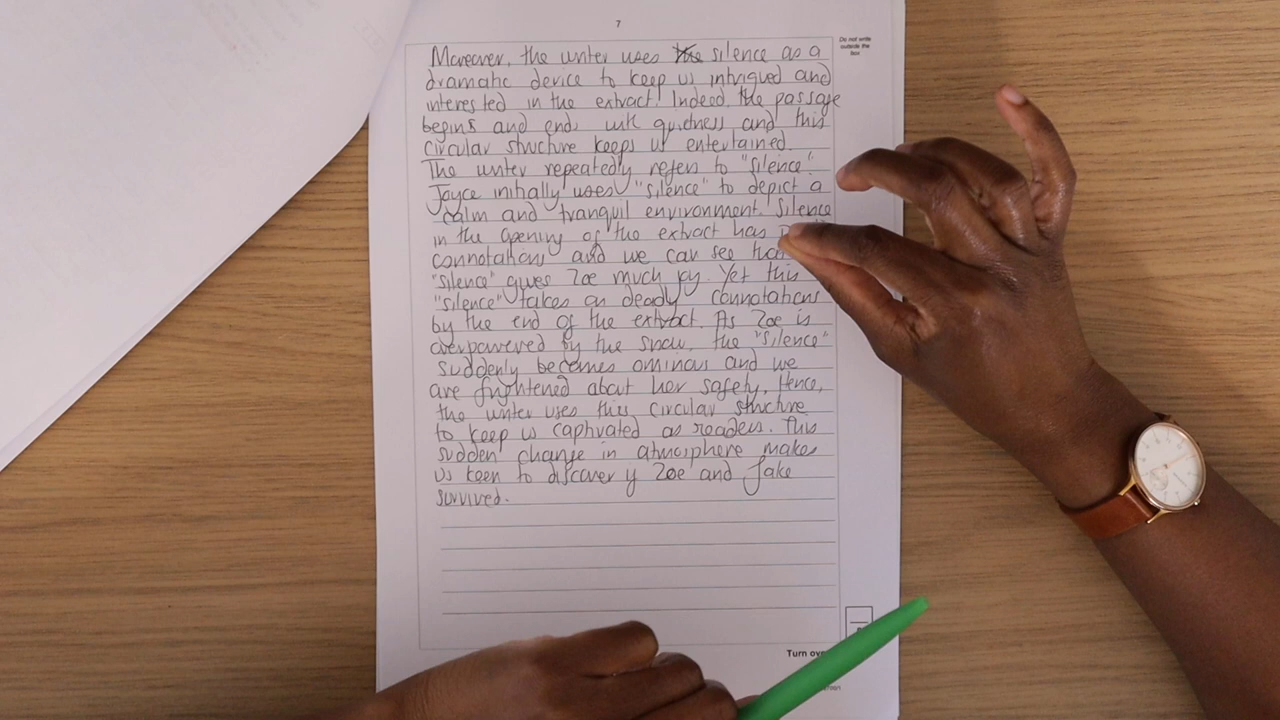 7
Do not write
outside the
box
Moreover, the writer uses the silence as a
dramatic device to keep us intrigued and
interested in the extract. Indeed, the passage
begins and ends with quietness and this
circular structure keeps us entertained.
The writer repeatedly refers to "silence".
Joyce initially uses "silence" to depict a
calm and tranquil environment. Silence
in the opening of the extract has
connotations and we can see how
"silence" gives Zoe much joy. Yet this
"silence" takes on deadly connotations
by the end of the extract. As Zoe is
overpowered by the snow, the "silence"
suddenly becomes ominous and we
are frightened about her safety. Hence,
the writer uses this circular structure
to keep us captivated as readers. This
sudden change in atmosphere makes
us keen to discover if Zoe and Jake
survived.
Turn